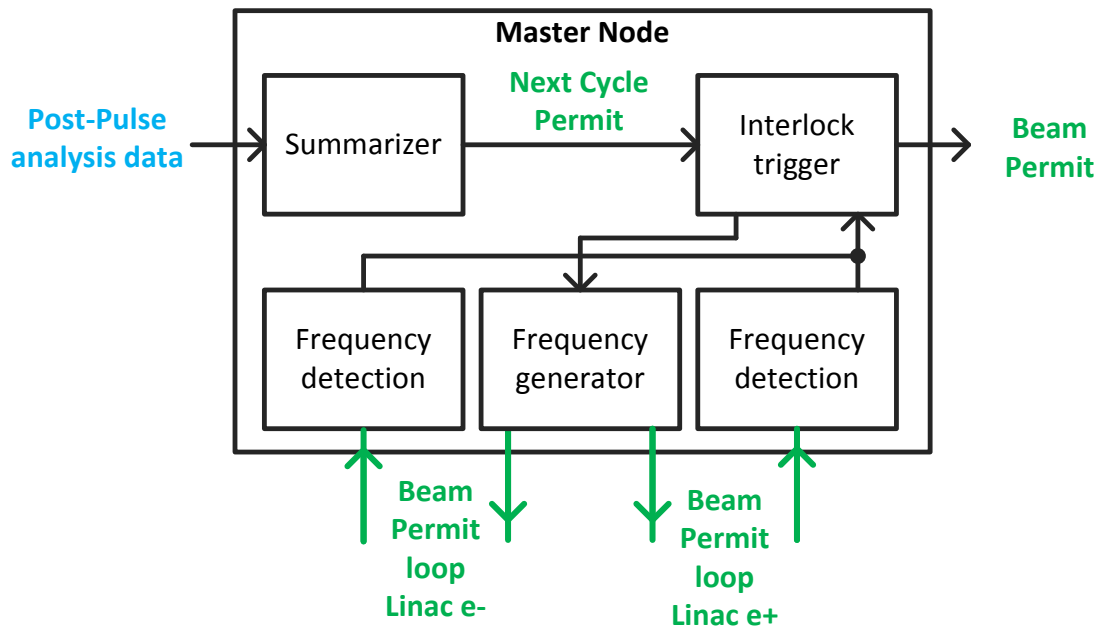 Master Node
Post-Pulse
analysis data
Summarizer
Next Cycle
Permit
Interlock
trigger
Beam
Permit
Frequency
detection
Frequency
generator
Frequency
detection
Beam
Permit
loop
Linac e-
Beam
Permit
loop
Linac e+